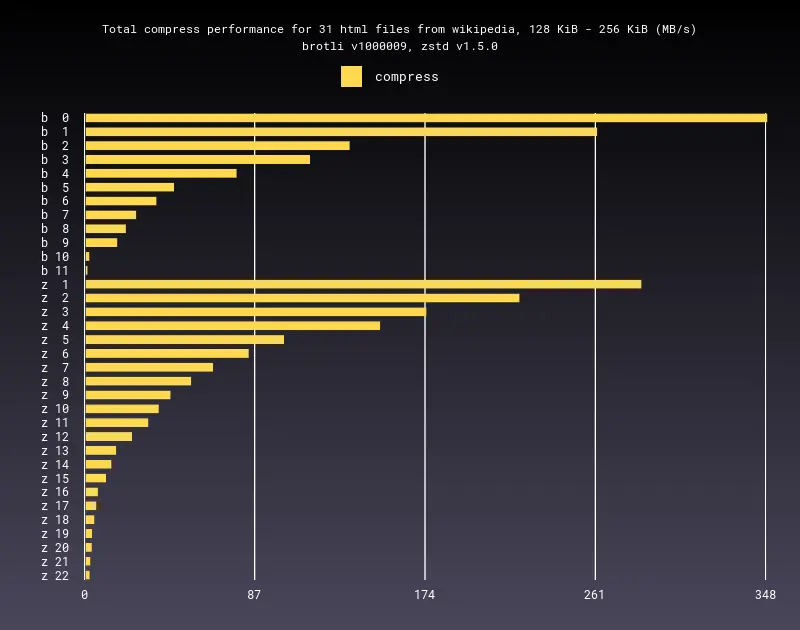 Total compress performance for 31 html files from wikipedia, 128 KiB - 256 KiB (MB/s)
brotli v1000009, zstd v1.5.0
compress
b 0
b 1
b 2
b 3
b 4
b 5
b 6
b 7
b 8
b 9
b 10
b 11
z 1
z 2
z 3
z 4
z 5
z 6
z 7
z 8
z 9
z 10
z 11
z 12
z 13
z 14
z 15
z 16
z 17
z 18
z 19
z 20
z 21
z 22
0 87 174 261 348